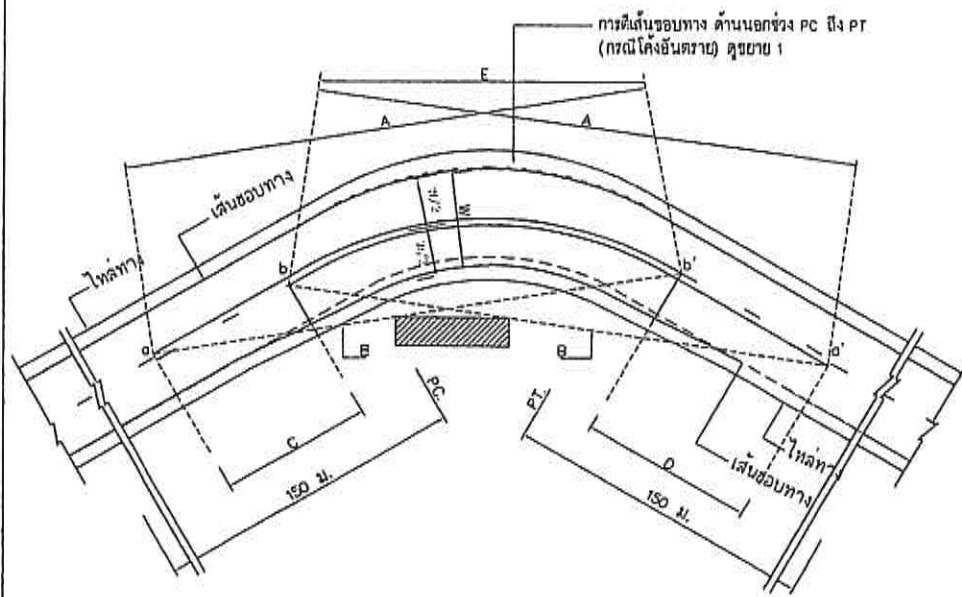 การตีเส้นขอบทาง ด้านนอกช่วง PC ถึง PT
(กรณีโค้งอันตราย) ดูขยาย 1
E
A
A
เส้นขอบทาง
ไหล่ทาง
W/2
W
W/2
b
b'
a
a'
B
B
PC.
PT.
C
D
150 ม.
150 ม.
ไหล่ทาง
เส้นขอบทาง